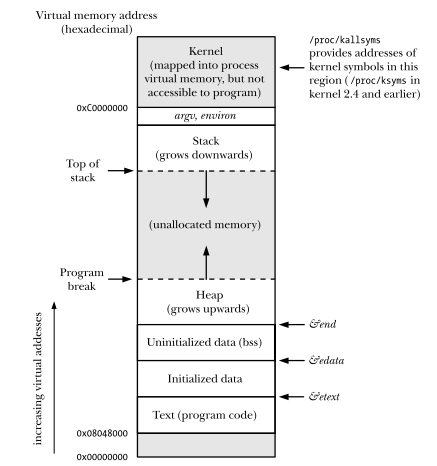 Virtual memory address
(hexadecimal)
Kernel
(mapped into process
virtual memory, but not
accessible to program)
/proc/kallsyms
provides addresses of
kernel symbols in this
region (/proc/ksyms in
kernel 2.4 and earlier)
0xC0000000
argv, environ
Stack
(grows downwards)
Top of
stack
(unallocated memory)
Program
break
Heap
(grows upwards)
&end
Uninitialized data (bss)
&edata
Initialized data
&etext
Text (program code)
0x08048000
0x00000000
increasing virtual addesses